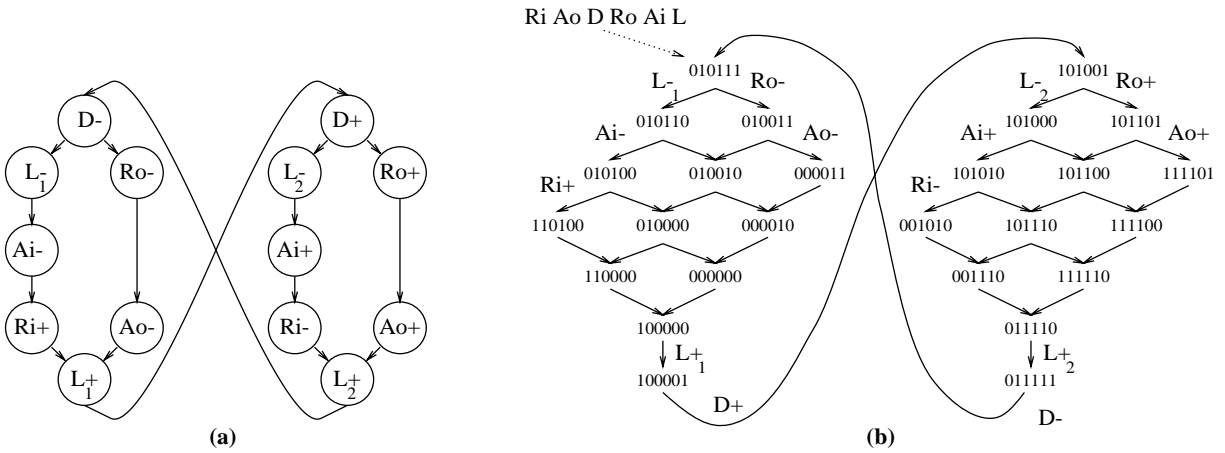 Ri Ao D Ro Ai L
D-
L-1
Ro-
Ai-
Ri+
Ao-
L+1
D+
L-2
Ro+
Ai+
Ri-
Ao+
L+2
(a)
010111
L-1 Ro-
010110 010011
Ai- Ao-
010100 010010 000011
Ri+
110100 010000 000010
110000 000000
100000
L+1
100001
D+
101001
L-2 Ro+
101000 101101
Ai+ Ao+
101010 101100 111101
Ri-
001010 101110 111100
001110 111110
011110
L+2
011111
D-
(b)